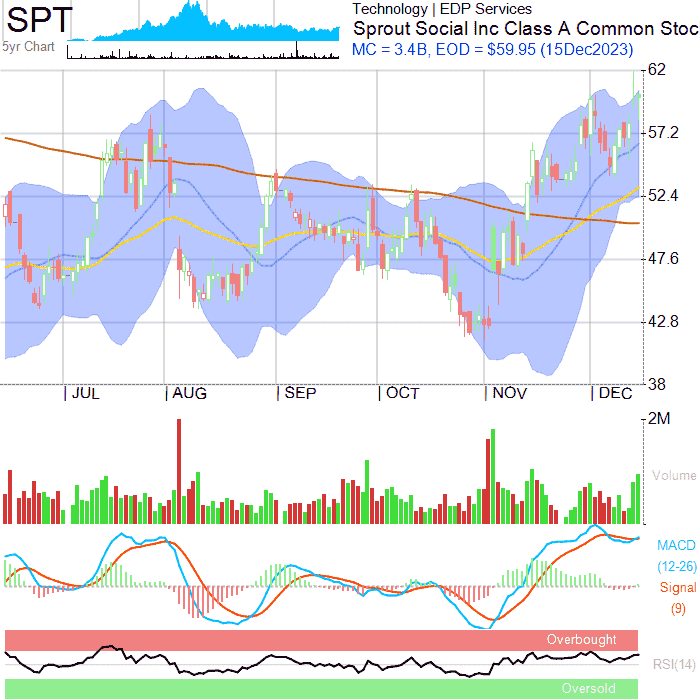 SPT
5yr Chart
Technology | EDP Services
Sprout Social Inc Class A Common Stoc
MC = 3.4B, EOD = $59.95 (15Dec2023)
62
57.2
52.4
47.6
42.8
38
JUL AUG SEP OCT NOV DEC
2M
Volume
MACD
(12-26)
Signal
(9)
Overbought
RSI(14)
Oversold